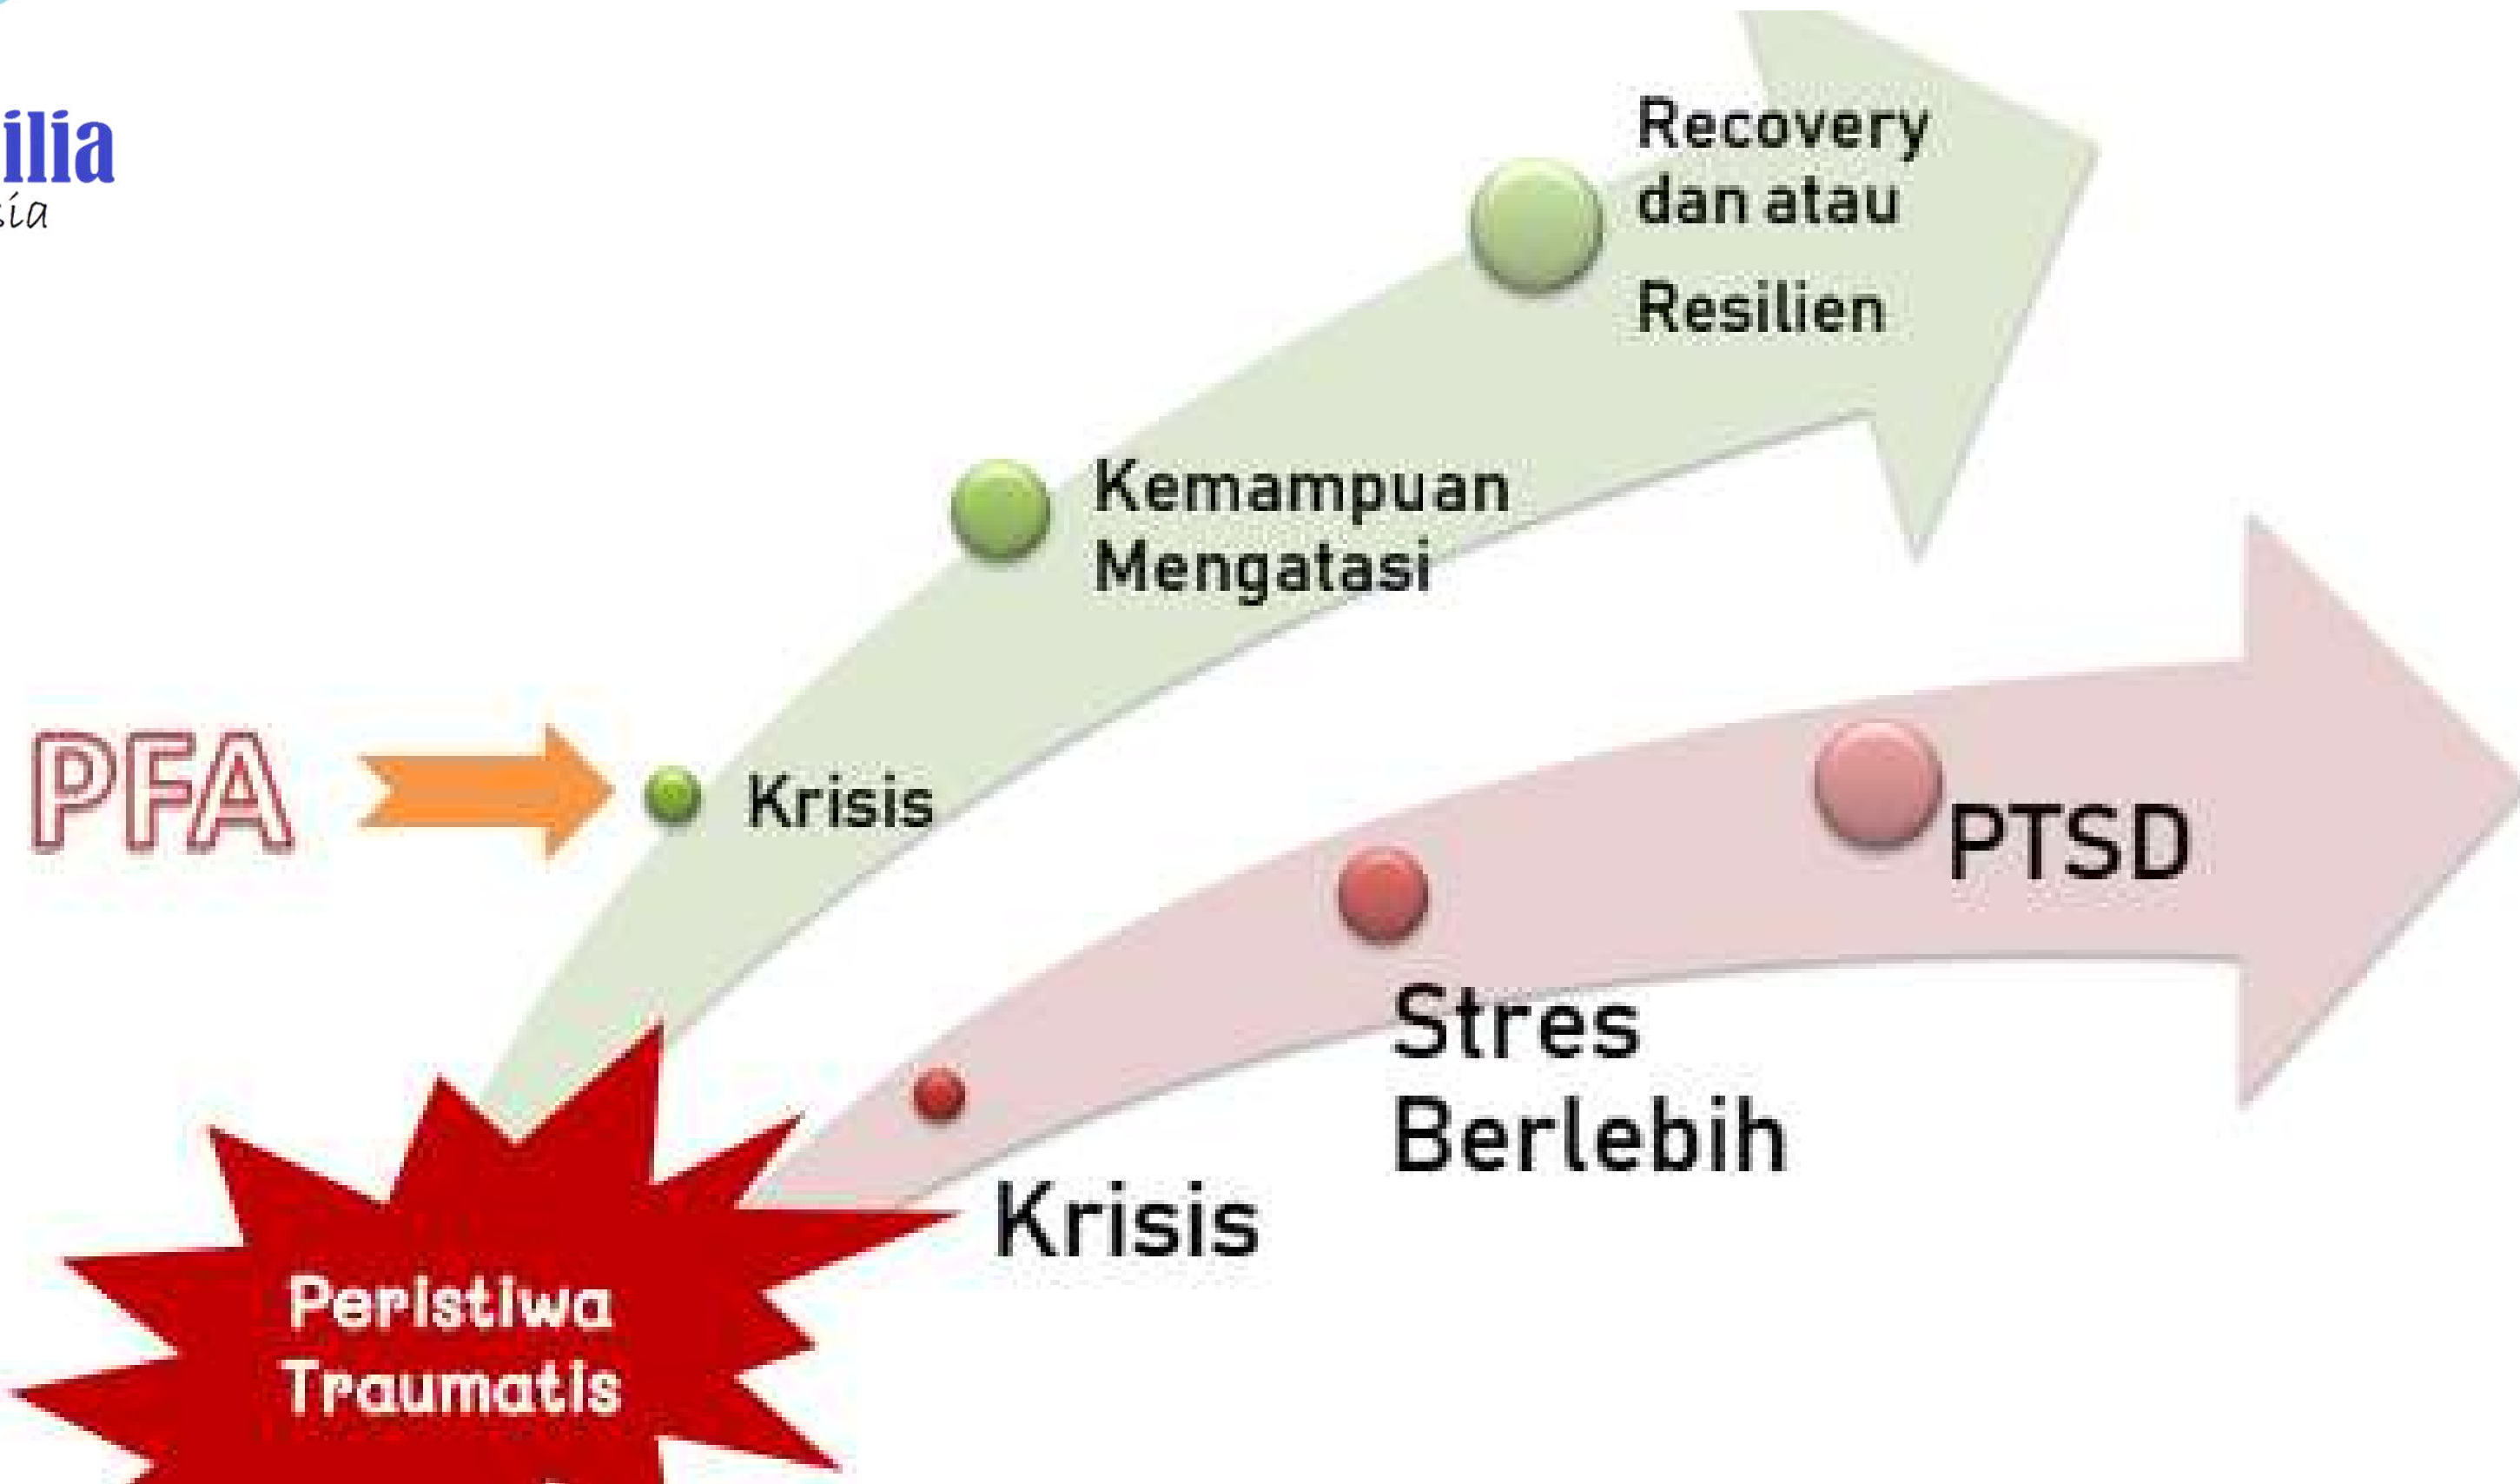 ilia
sia
Recovery
dan atau
Resilien
Kemampuan
Mengatasi
PFA
Krisis
PTSD
Stres
Berlebih
Krisis
Peristiwa
Traumatis